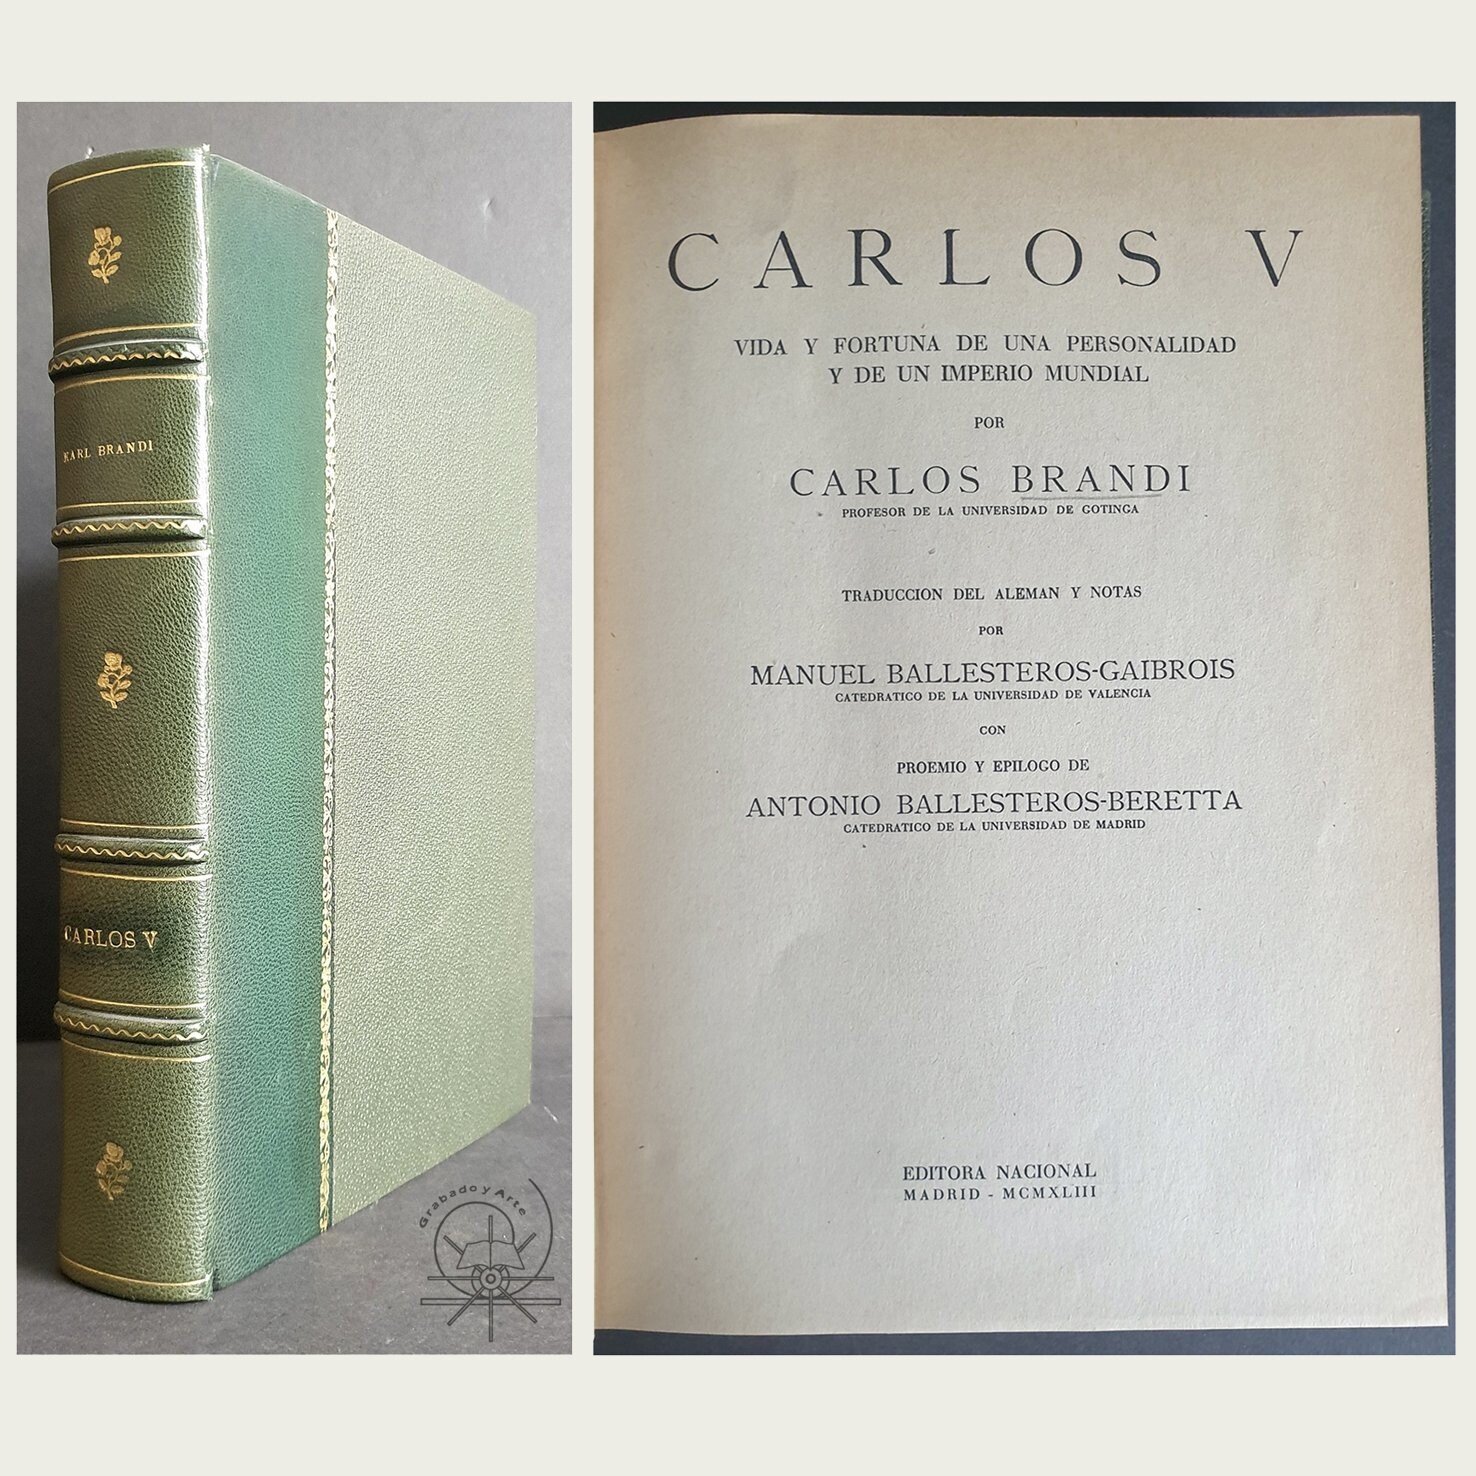 KARL BRANDI
CARLOS V
Grabado y Arte
CARLOS V
VIDA Y FORTUNA DE UNA PERSONALIDAD
Y DE UN IMPERIO MUNDIAL
POR
CARLOS BRANDI
PROFESOR DE LA UNIVERSIDAD DE GOTINGA
TRADUCCION DEL ALEMAN Y NOTAS
POR
MANUEL BALLESTEROS-GAIBROIS
CATEDRATICO DE LA UNIVERSIDAD DE VALENCIA
CON
PROEMIO Y EPILOGO DE
ANTONIO BALLESTEROS-BERETTA
CATEDRATICO DE LA UNIVERSIDAD DE MADRID
EDITORA NACIONAL
MADRID - MCMXLIII